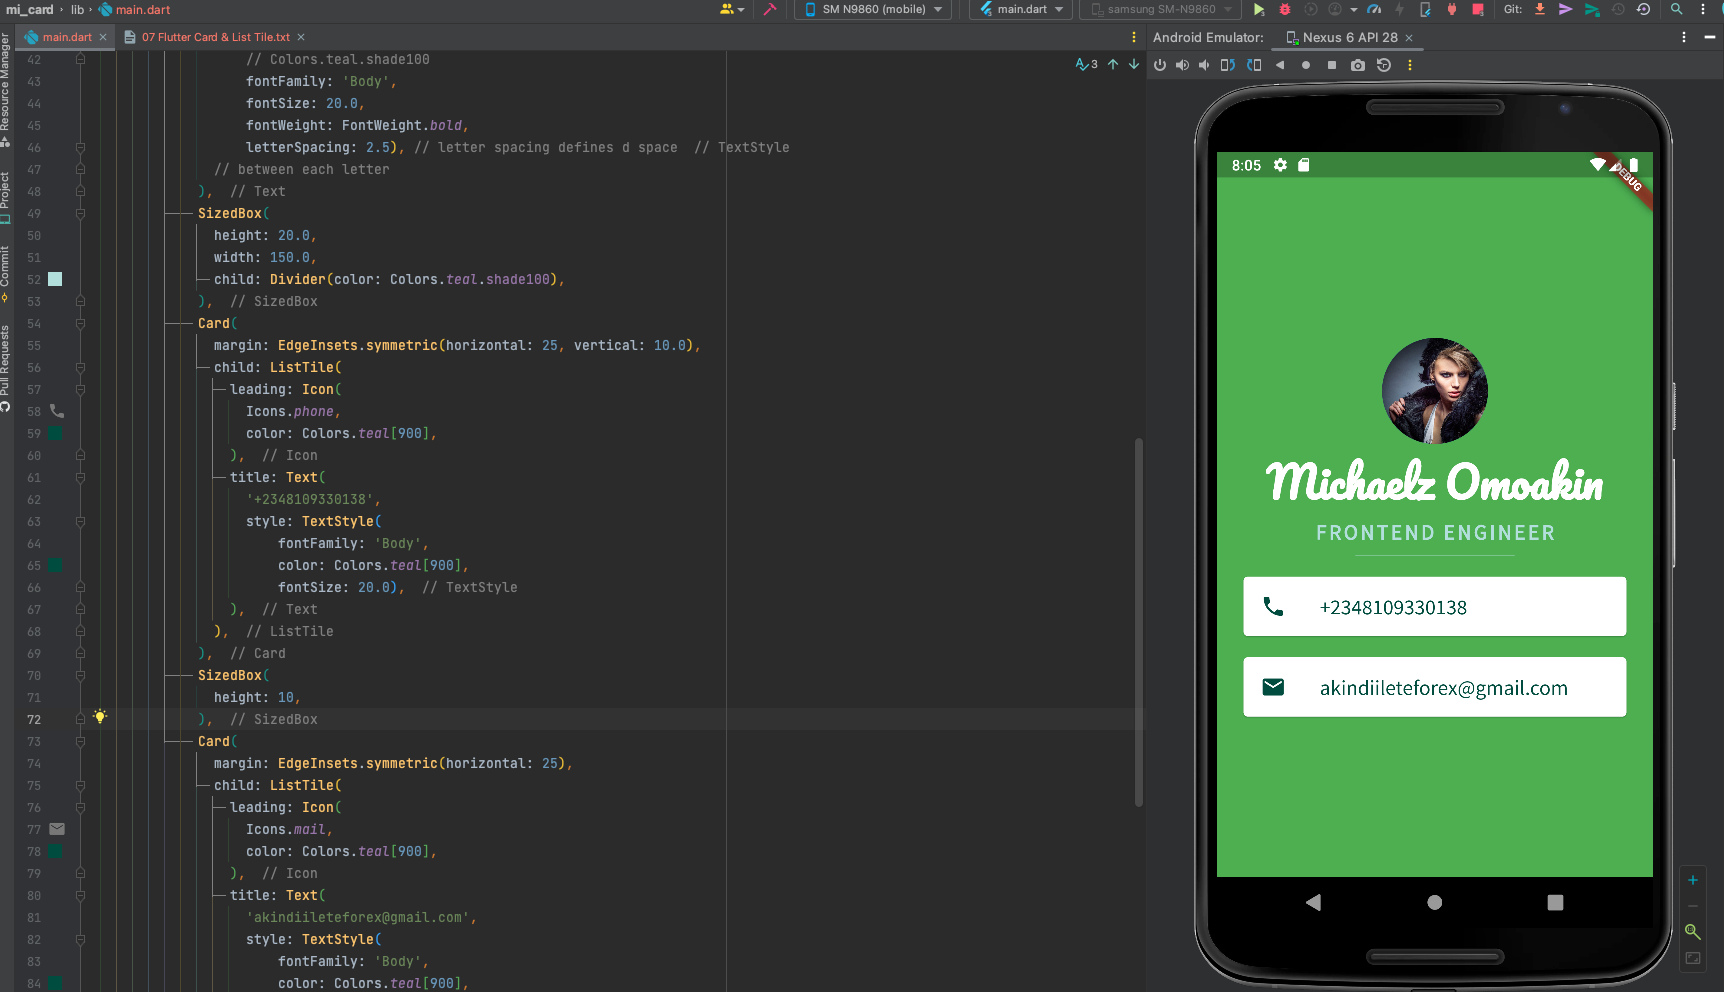 mi_card › lib › main.dart
SM N9860 (mobile)
main.dart
samsung SM-N9860
Git:
main.dart ×
07 Flutter Card & List Tile.txt ×
Android Emulator:
Nexus 6 API 28 ×
Resource Manager
Project
Commit
Pull Requests
3
42 // Colors.teal.shade100
43 fontFamily: 'Body',
44 fontSize: 20.0,
45 fontWeight: FontWeight.bold,
46 letterSpacing: 2.5), // letter spacing defines d space // TextStyle
47 // between each letter
48 ), // Text
49 SizedBox(
50 height: 20.0,
51 width: 150.0,
52 child: Divider(color: Colors.teal.shade100),
53 ), // SizedBox
54 Card(
55 margin: EdgeInsets.symmetric(horizontal: 25, vertical: 10.0),
56 child: ListTile(
57 leading: Icon(
58 Icons.phone,
59 color: Colors.teal[900],
60 ), // Icon
61 title: Text(
62 '+2348109330138',
63 style: TextStyle(
64 fontFamily: 'Body',
65 color: Colors.teal[900],
66 fontSize: 20.0), // TextStyle
67 ), // Text
68 ), // ListTile
69 ), // Card
70 SizedBox(
71 height: 10,
72 ), // SizedBox
73 Card(
74 margin: EdgeInsets.symmetric(horizontal: 25),
75 child: ListTile(
76 leading: Icon(
77 Icons.mail,
78 color: Colors.teal[900],
79 ), // Icon
80 title: Text(
81 'akindiileteforex@gmail.com',
82 style: TextStyle(
83 fontFamily: 'Body',
84 color: Colors.teal[900],
8:05
DEBUG
Michaelz Omoakin
FRONTEND ENGINEER
+2348109330138
akindiileteforex@gmail.com